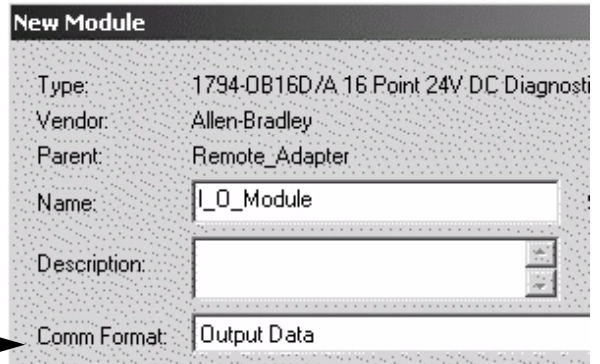 New Module
Type: 1794-OB16D/A 16 Point 24V DC Diagnosti
Vendor: Allen-Bradley
Parent: Remote_Adapter
Name: I_O_Module
Description:
Comm Format: Output Data